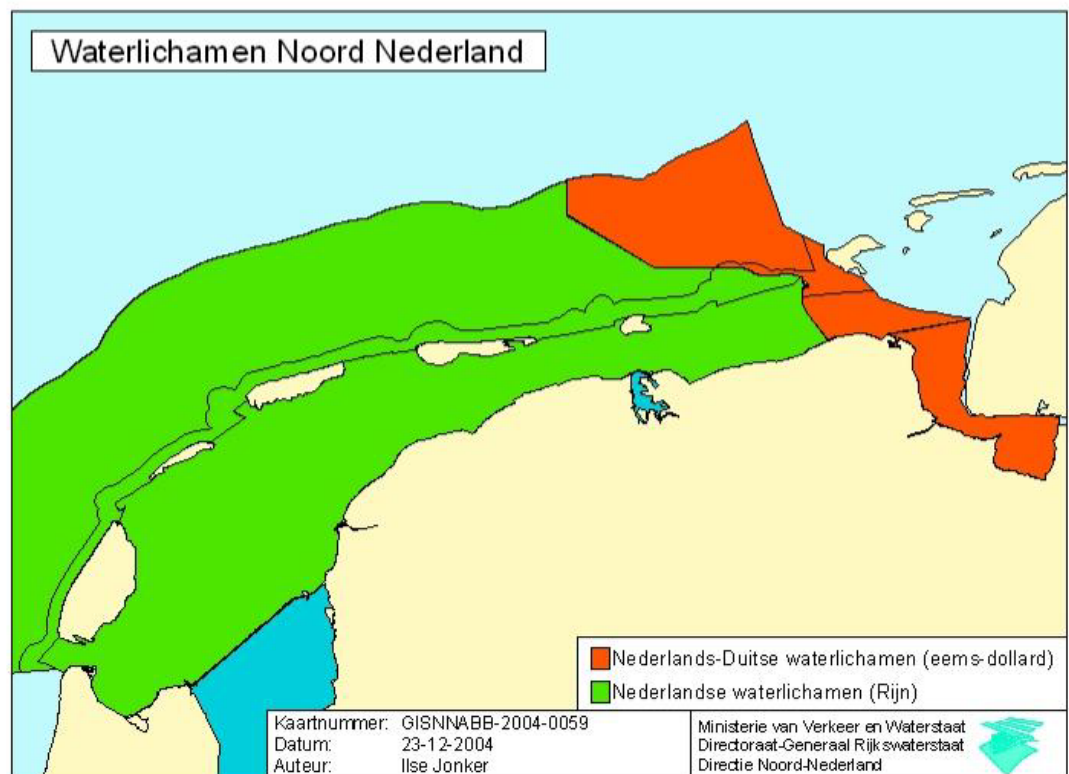 Waterlichamen Noord Nederland
Nederlands-Duitse waterlichamen (eems-dollard)
Nederlandse waterlichamen (Rijn)
Kaartnummer: GISNNABB-2004-0059
Datum: 23-12-2004
Auteur: Ilse Jonker
Ministerie van Verkeer en Waterstaat
Directoraat-Generaal Rijkswaterstaat
Directie Noord-Nederland